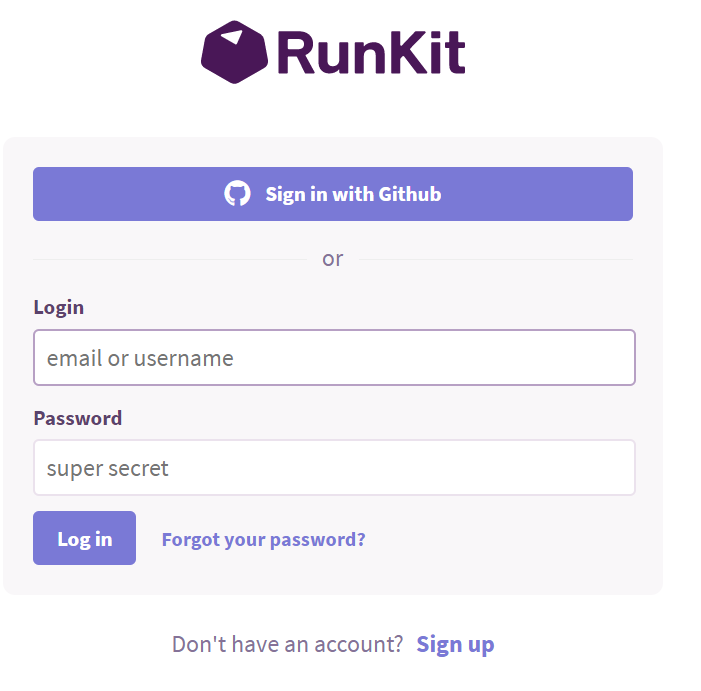 RunKit
Sign in with Github
or
Login
email or username
Password
super secret
Log in Forgot your password?
Don't have an account? Sign up